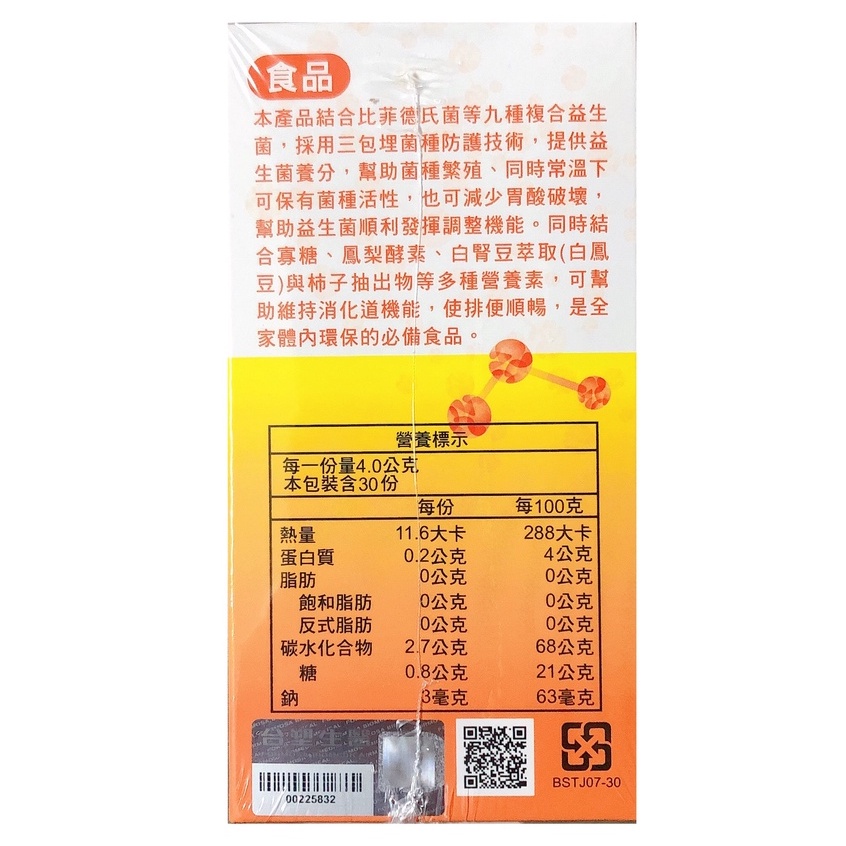 食品
本產品結合比菲德氏菌等九種複合益生
菌，採用三包埋菌種防護技術，提供益
生菌養分，幫助菌種繁殖、同時常溫下
可保有菌種活性，也可減少胃酸破壞，
幫助益生菌順利發揮調整機能。同時結
合寡糖、鳳梨酵素、白腎豆萃取(白鳳
豆)與柿子抽出物等多種營養素，可幫
助維持消化道機能，使排便順暢，是全
家體內環保的必備食品。
營養標示
每一份量4.0公克
本包裝含30份
每份 每100克
熱量 11.6大卡 288大卡
蛋白質 0.2公克 4公克
脂肪 0公克 0公克
飽和脂肪 0公克 0公克
反式脂肪 0公克 0公克
碳水化合物 2.7公克 68公克
糖 0.8公克 21公克
鈉 3毫克 63毫克
台塑生醫
00225832
BSTJ07-30